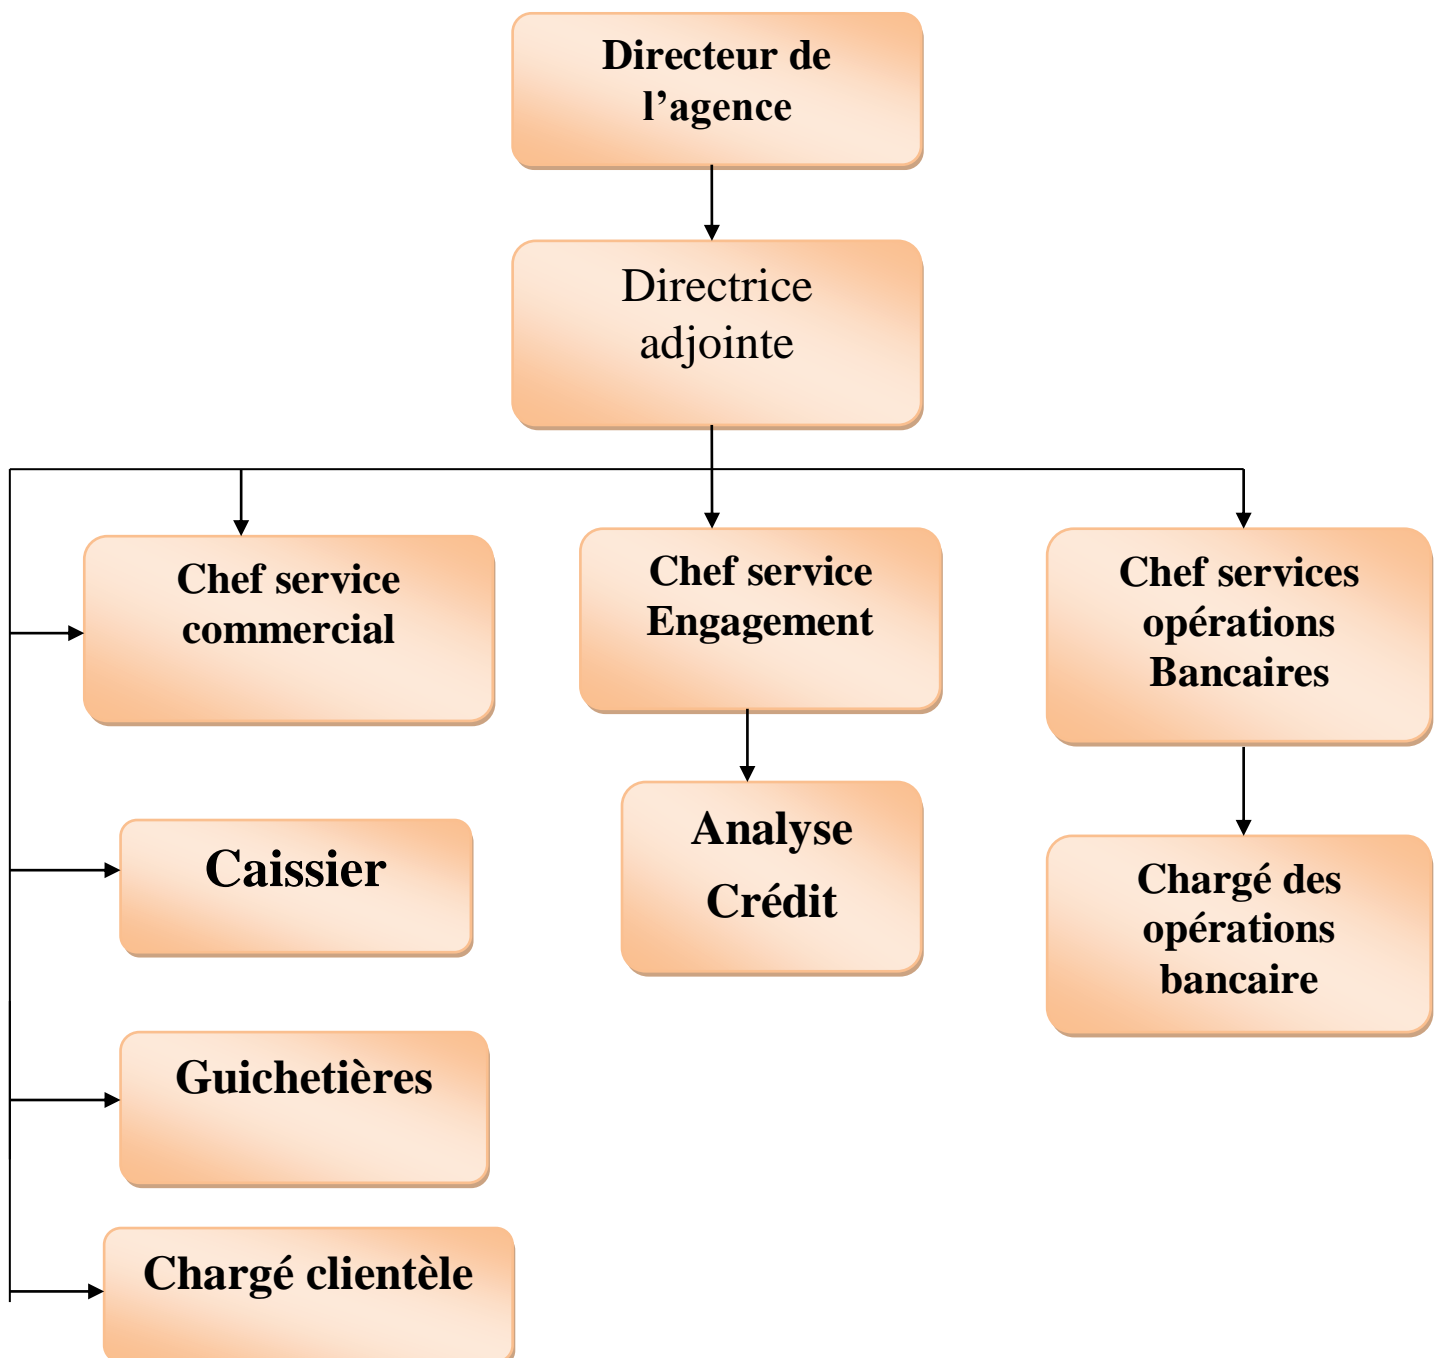 Directeur de
l’agence
Directrice
adjointe
Chef service
commercial
Chef service
Engagement
Chef services
opérations
Bancaires
Analyse
Crédit
Caissier
Chargé des
opérations
bancaire
Guichetières
Chargé clientèle